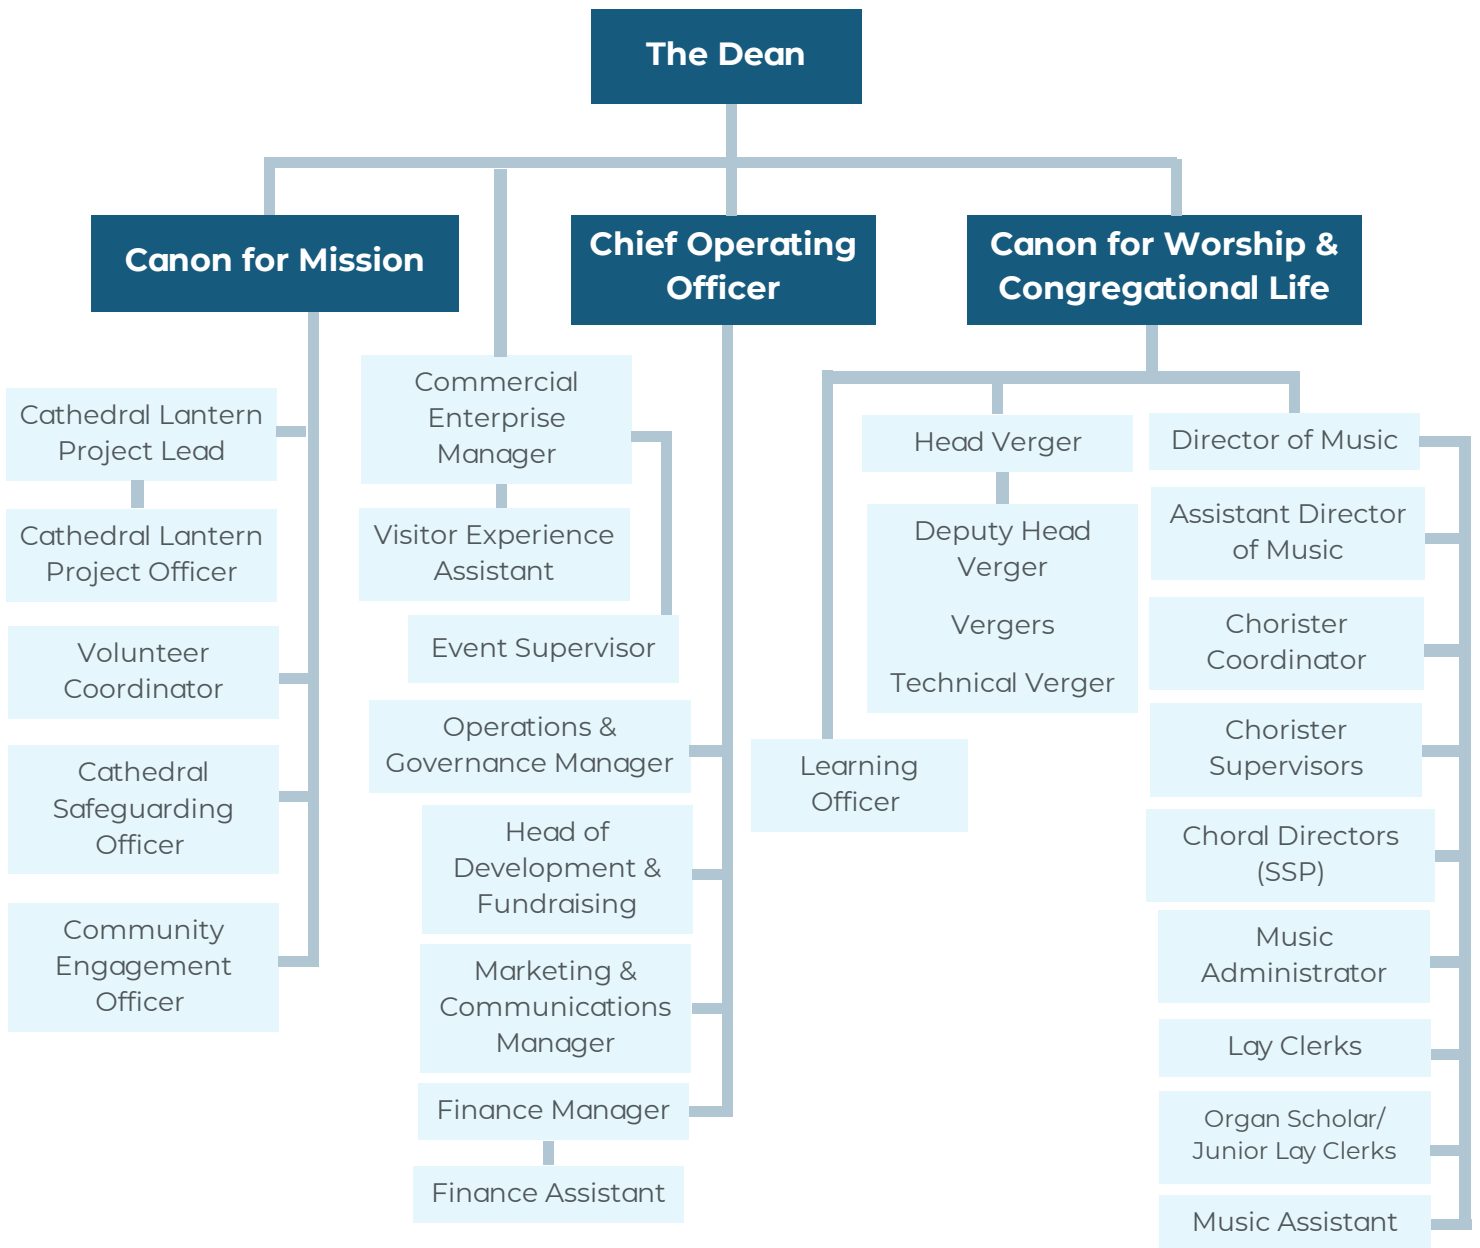 The Dean
Canon for Mission
Chief Operating
Officer
Canon for Worship &
Congregational Life
Cathedral Lantern
Project Lead
Cathedral Lantern
Project Officer
Volunteer
Coordinator
Cathedral
Safeguarding
Officer
Community
Engagement
Officer
Commercial
Enterprise
Manager
Visitor Experience
Assistant
Event Supervisor
Operations &
Governance Manager
Head of
Development &
Fundraising
Marketing &
Communications
Manager
Finance Manager
Finance Assistant
Learning
Officer
Head Verger
Deputy Head
Verger
Vergers
Technical Verger
Director of Music
Assistant Director
of Music
Chorister
Coordinator
Chorister
Supervisors
Choral Directors
(SSP)
Music
Administrator
Lay Clerks
Organ Scholar/
Junior Lay Clerks
Music Assistant